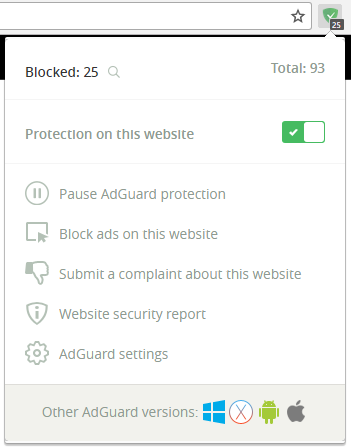 25
Blocked: 25
Total: 93
Protection on this website
Pause AdGuard protection
Block ads on this website
Submit a complaint about this website
Website security report
AdGuard settings
Other AdGuard versions: